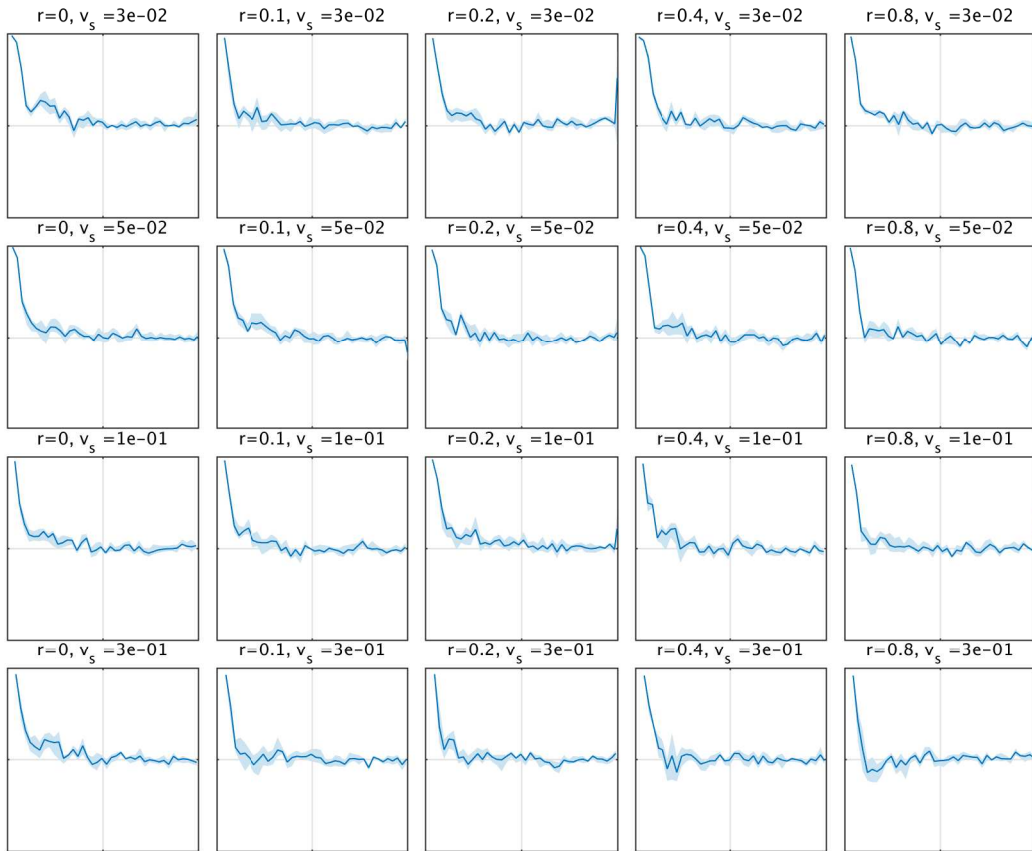 r=0, v_s =3e-02
r=0.1, v_s =3e-02
r=0.2, v_s =3e-02
r=0.4, v_s =3e-02
r=0.8, v_s =3e-02
r=0, v_s =5e-02
r=0.1, v_s =5e-02
r=0.2, v_s =5e-02
r=0.4, v_s =5e-02
r=0.8, v_s =5e-02
r=0, v_s =1e-01
r=0.1, v_s =1e-01
r=0.2, v_s =1e-01
r=0.4, v_s =1e-01
r=0.8, v_s =1e-01
r=0, v_s =3e-01
r=0.1, v_s =3e-01
r=0.2, v_s =3e-01
r=0.4, v_s =3e-01
r=0.8, v_s =3e-01